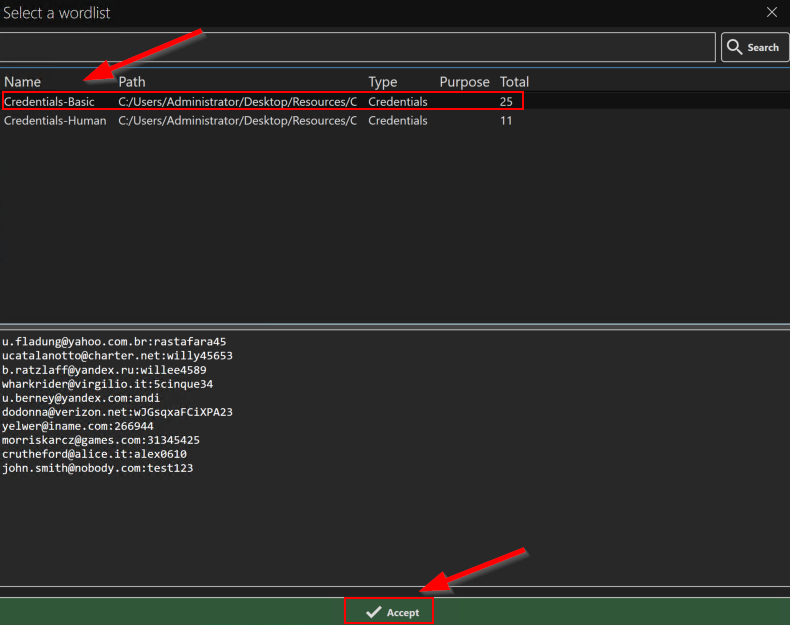 Select a wordlist
Search
Name Path Type Purpose Total
Credentials-Basic C:/Users/Administrator/Desktop/Resources/C Credentials 25
Credentials-Human C:/Users/Administrator/Desktop/Resources/C Credentials 11
u.fladung@yahoo.com.br:rastafara45
ucatalanotto@charter.net:willy45653
b.ratzlaff@yandex.ru:willee4589
wharkrider@virgilio.it:5cinque34
u.berney@yandex.com:andi
dodonna@verizon.net:wJGsqxaFCiXPA23
yelwer@iname.com:266944
morriskarcz@games.com:31345425
crutheford@alice.it:alex0610
john.smith@nobody.com:test123
Accept